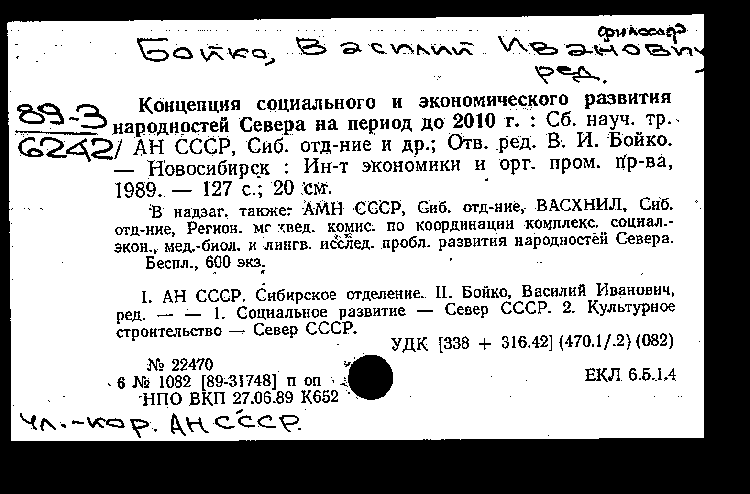 философ
Бойко, Василий Иванович
ред.
89-3
6242
Концепция социального и экономического развития
народностей Севера на период до 2010 г. : Сб. науч. тр.
/ АН СССР, Сиб. отд-ние и др.; Отв. ред. В. И. Бойко.
— Новосибирск : Ин-т экономики и орг. пром. пр-ва,
1989. — 127 с.; 20 см.
В надзаг. также: АМН СССР, Сиб. отд-ние, ВАСХНИЛ, Сиб.
отд-ние, Регион. межвед. комис. по координации комплекс. социал.-
экон., мед.-биол. и лингв. исслед. пробл. развития народностей Севера.
Беспл., 600 экз.
I. АН СССР. Сибирское отделение. II. Бойко, Василий Иванович,
ред. — — 1. Социальное развитие — Север СССР. 2. Культурное
строительство — Север СССР.
УДК [338 + 316.42] (470.1/.2) (082)
№ 22470
6 № 1082 [89-31748] п оп
ЕКЛ 6.5.1.4
НПО ВКП 27.06.89 К652
чл.-кор. АН СССР.